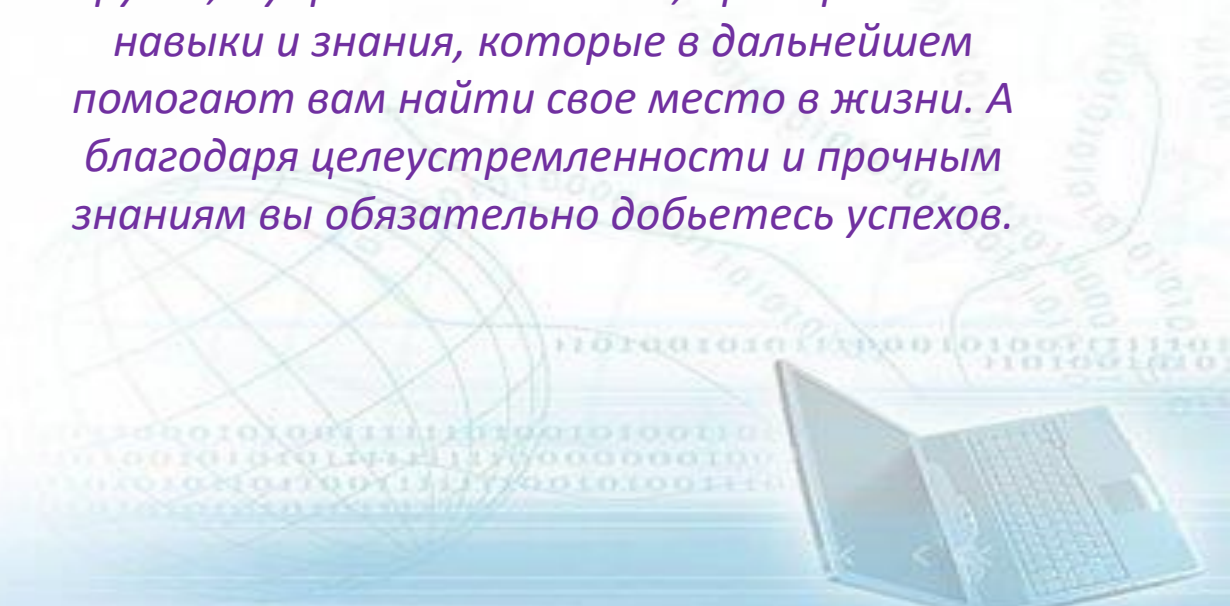 навыки и знания, которые в дальнейшем
помогают вам найти свое место в жизни. А
благодаря целеустремленности и прочным
знаниям вы обязательно добьетесь успехов.